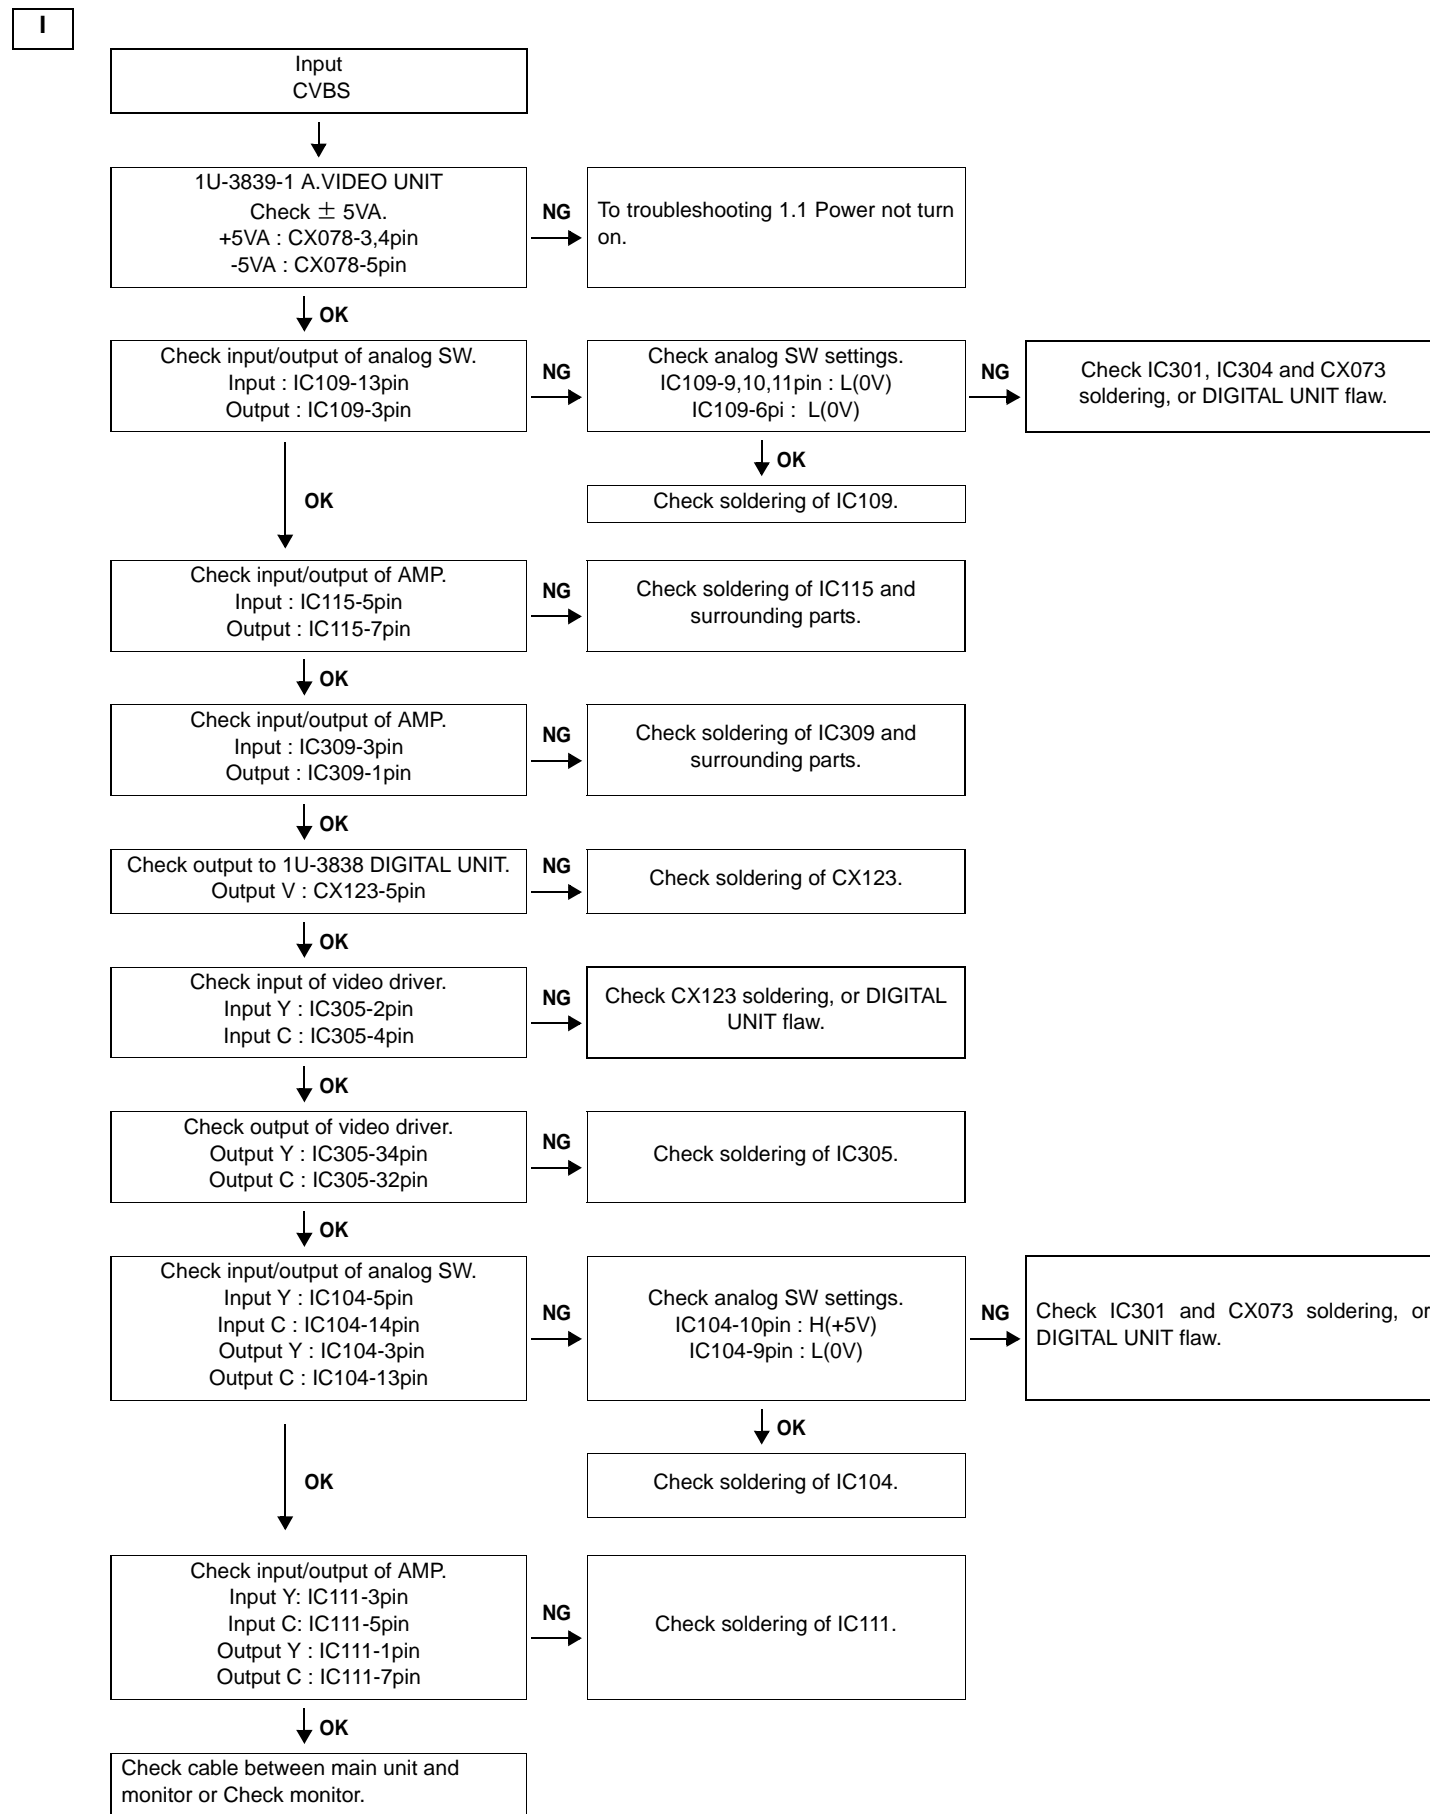 I
Input
CVBS
1U-3839-1 A.VIDEO UNIT
Check ± 5VA.
+5VA : CX078-3,4pin
-5VA : CX078-5pin
NG
To troubleshooting 1.1 Power not turn
on.
OK
Check input/output of analog SW.
Input : IC109-13pin
Output : IC109-3pin
NG
Check analog SW settings.
IC109-9,10,11pin : L(0V)
IC109-6pi : L(0V)
NG
Check IC301, IC304 and CX073
soldering, or DIGITAL UNIT flaw.
OK
Check soldering of IC109.
OK
Check input/output of AMP.
Input : IC115-5pin
Output : IC115-7pin
NG
Check soldering of IC115 and
surrounding parts.
OK
Check input/output of AMP.
Input : IC309-3pin
Output : IC309-1pin
NG
Check soldering of IC309 and
surrounding parts.
OK
Check output to 1U-3838 DIGITAL UNIT.
Output V : CX123-5pin
NG
Check soldering of CX123.
OK
Check input of video driver.
Input Y : IC305-2pin
Input C : IC305-4pin
NG
Check CX123 soldering, or DIGITAL
UNIT flaw.
OK
Check output of video driver.
Output Y : IC305-34pin
Output C : IC305-32pin
NG
Check soldering of IC305.
OK
Check input/output of analog SW.
Input Y : IC104-5pin
Input C : IC104-14pin
Output Y : IC104-3pin
Output C : IC104-13pin
NG
Check analog SW settings.
IC104-10pin : H(+5V)
IC104-9pin : L(0V)
NG
Check IC301 and CX073 soldering, or
DIGITAL UNIT flaw.
OK
Check soldering of IC104.
OK
Check input/output of AMP.
Input Y: IC111-3pin
Input C: IC111-5pin
Output Y : IC111-1pin
Output C : IC111-7pin
NG
Check soldering of IC111.
OK
Check cable between main unit and
monitor or Check monitor.